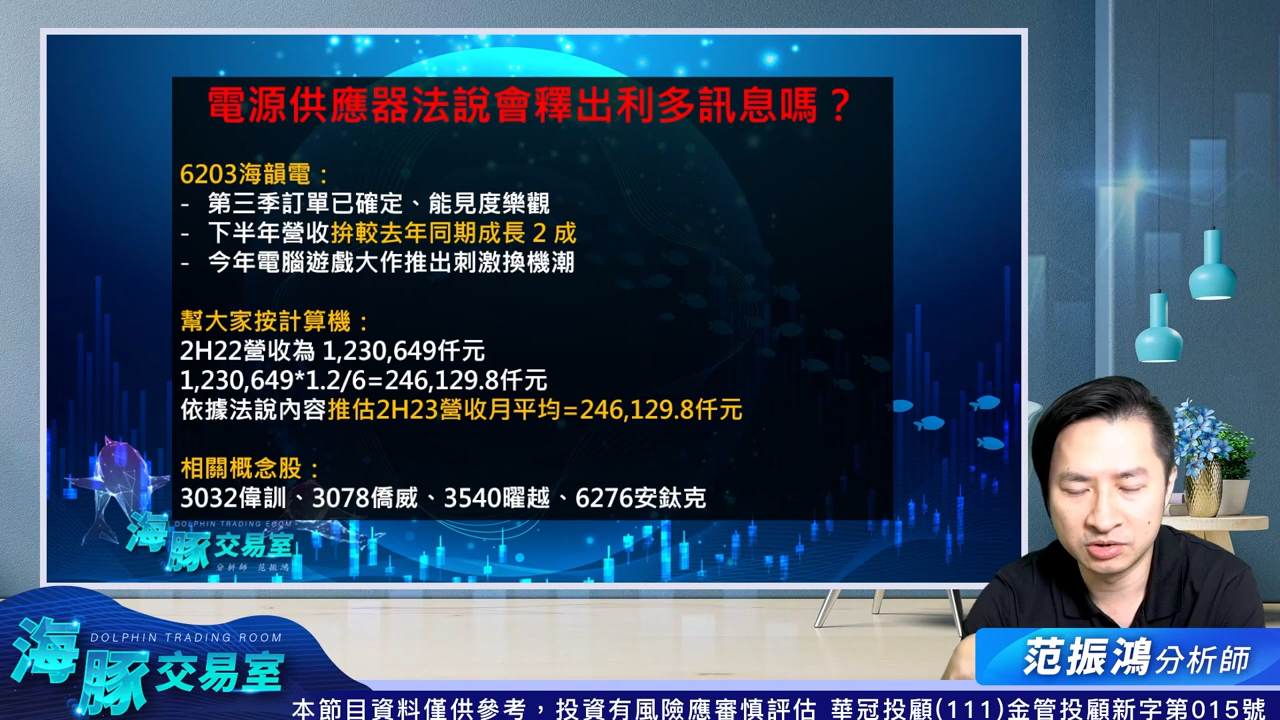 電源供應器法說會釋出利多訊息嗎？
6203海韻電：
- 第三季訂單已確定、能見度樂觀
- 下半年營收拚較去年同期成長 2 成
- 今年電腦遊戲大作推出刺激換機潮
幫大家按計算機：
2H22營收為 1,230,649仟元
1,230,649*1.2/6=246,129.8仟元
依據法說內容推估2H23營收月平均=246,129.8仟元
相關概念股：
3032偉訓、3078僑威、3540曜越、6276安鈦克
DOLPHIN TRADING ROOM
海豚交易室
分析師 范振鴻
DOLPHIN TRADING ROOM
海豚交易室
范振鴻分析師
本節目資料僅供參考，投資有風險應審慎評估 華冠投顧(111)金管投顧新字第015號